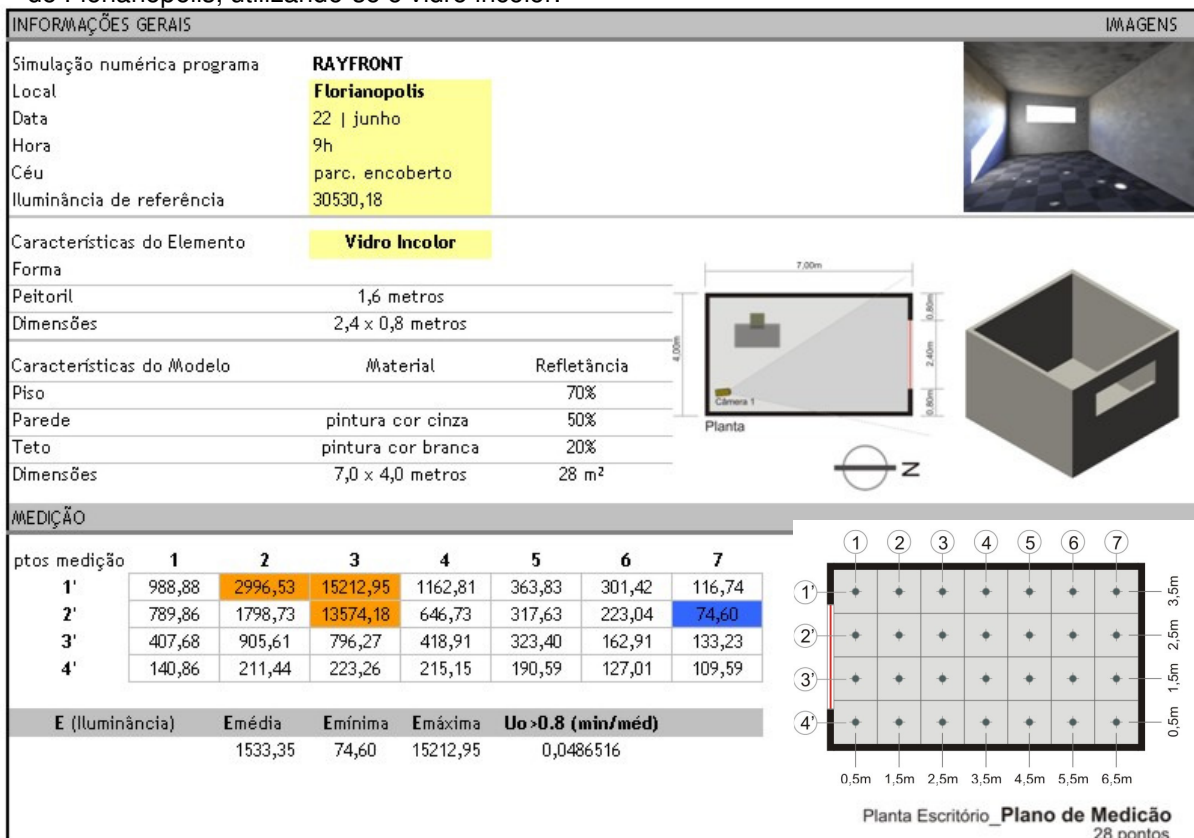 de Florianópolis, utilizando-se o vidro incolor.
INFORMAÇÕES GERAIS IMAGENS
Simulação numérica programa RAYFRONT
Local Florianopolis
Data 22 | junho
Hora 9h
Céu parc. encoberto
Iluminância de referência 30530,18
Características do Elemento Vidro Incolor
Forma
Peitoril 1,6 metros
Dimensões 2,4 x 0,8 metros
Características do Modelo Material Refletância
Piso 70%
Parede pintura cor cinza 50%
Teto pintura cor branca 20%
Dimensões 7,0 x 4,0 metros 28 m²
7,00m
4,00m
0,80m
2,40m
0,80m
Câmera 1
Planta
N
MEDIÇÃO
ptos medição 1 2 3 4 5 6 7
1' 988,88 2996,53 15212,95 1162,81 363,83 301,42 116,74
2' 789,86 1798,73 13574,18 646,73 317,63 223,04 74,60
3' 407,68 905,61 796,27 418,91 323,40 162,91 133,23
4' 140,86 211,44 223,26 215,15 190,59 127,01 109,59
E (Iluminância) Emédia Emínima Emáxima Uo>0.8 (min/méd)
1533,35 74,60 15212,95 0,0486516
1 2 3 4 5 6 7
1' 3,5m
2' 2,5m
3' 1,5m
4' 0,5m
0,5m 1,5m 2,5m 3,5m 4,5m 5,5m 6,5m
Planta Escritório_Plano de Medicão
28 pontos